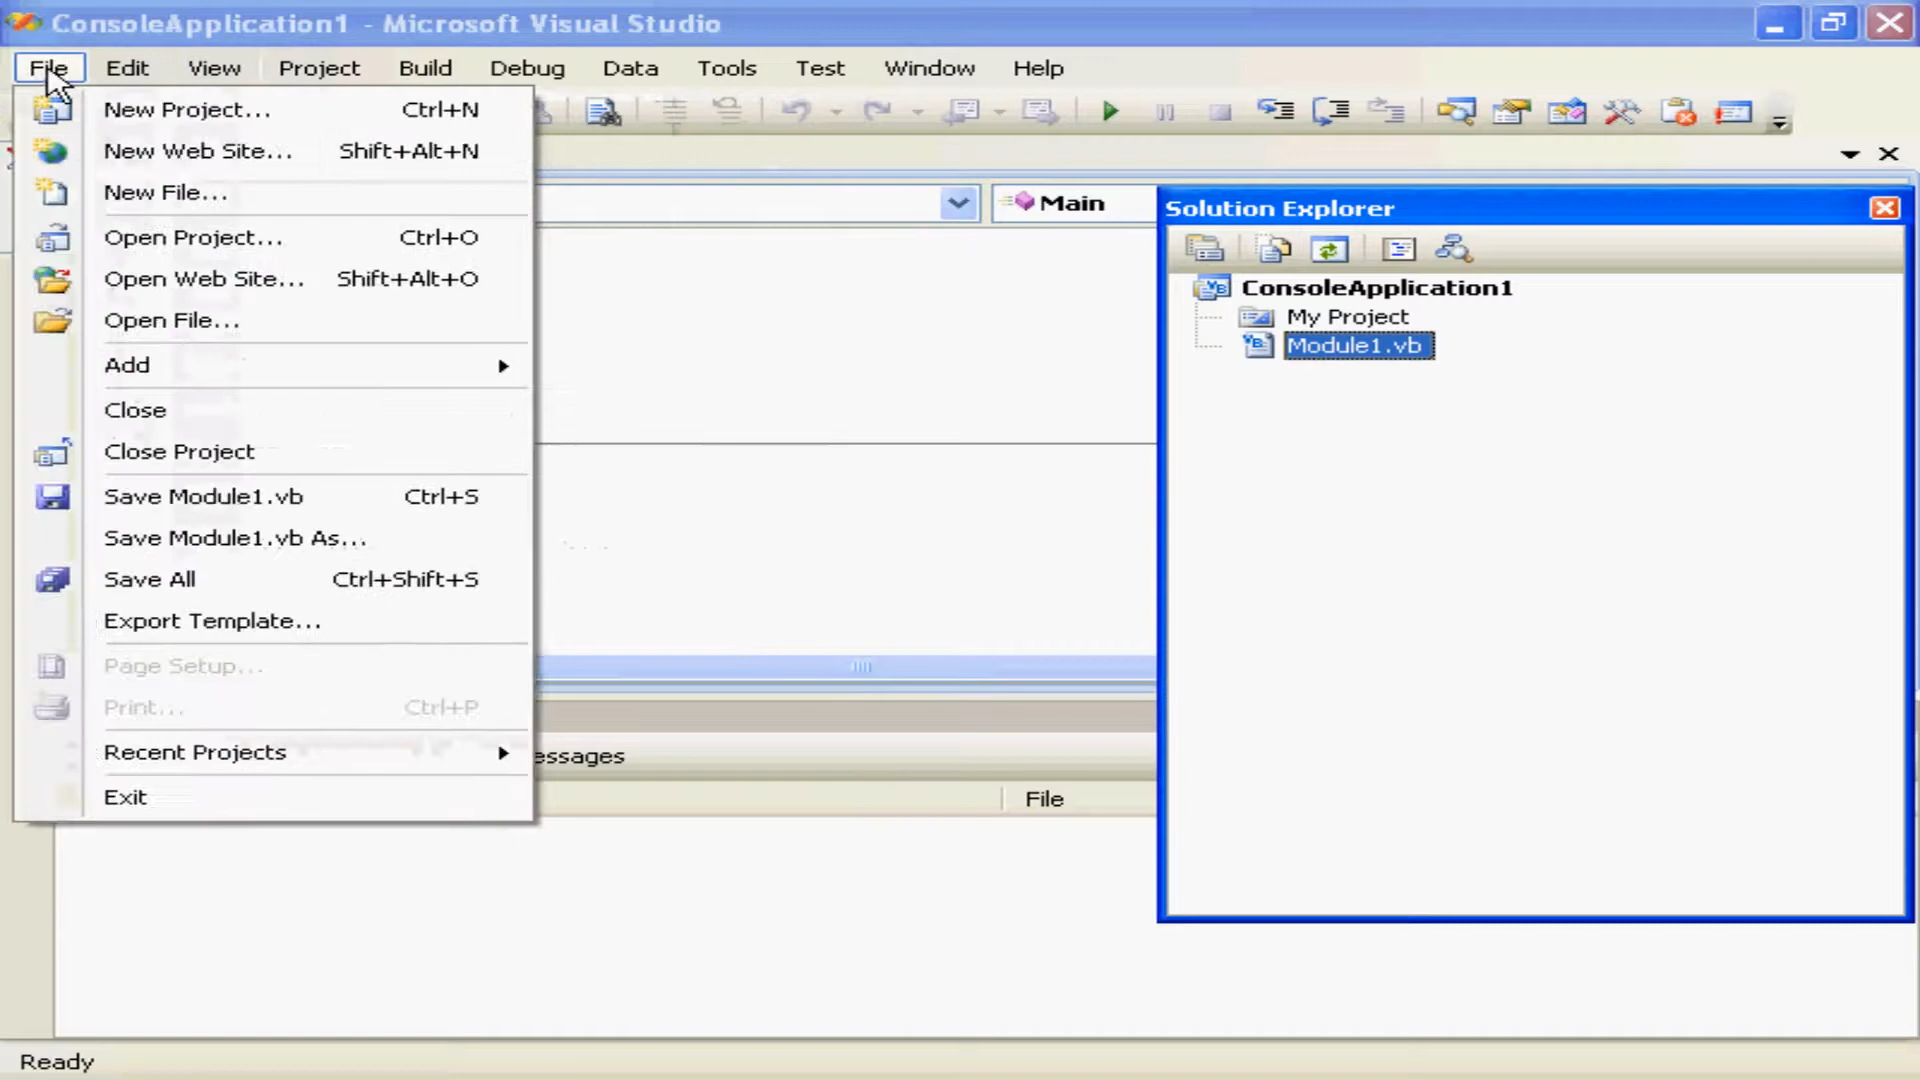 ConsoleApplication1 - Microsoft Visual Studio
File Edit View Project Build Debug Data Tools Test Window Help
New Project... Ctrl+N
New Web Site... Shift+Alt+N
New File...
Open Project... Ctrl+O
Open Web Site... Shift+Alt+O
Open File...
Add
Close
Close Project
Save Module1.vb Ctrl+S
Save Module1.vb As...
Save All Ctrl+Shift+S
Export Template...
Page Setup...
Print... Ctrl+P
Recent Projects
Exit
Main
Solution Explorer
ConsoleApplication1
My Project
Module1.vb
essages
File
Ready